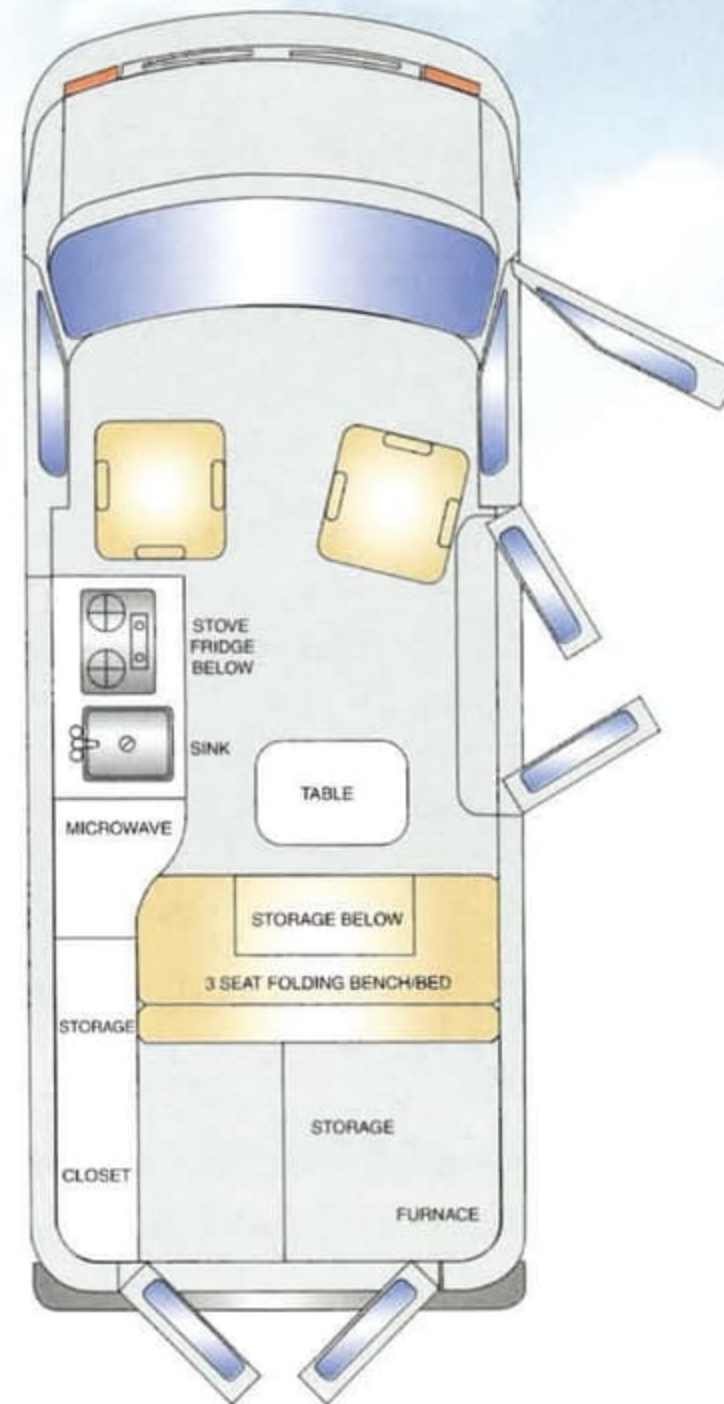 STOVE
FRIDGE
BELOW
SINK
TABLE
MICROWAVE
STORAGE BELOW
3 SEAT FOLDING BENCH/BED
STORAGE
STORAGE
CLOSET
FURNACE